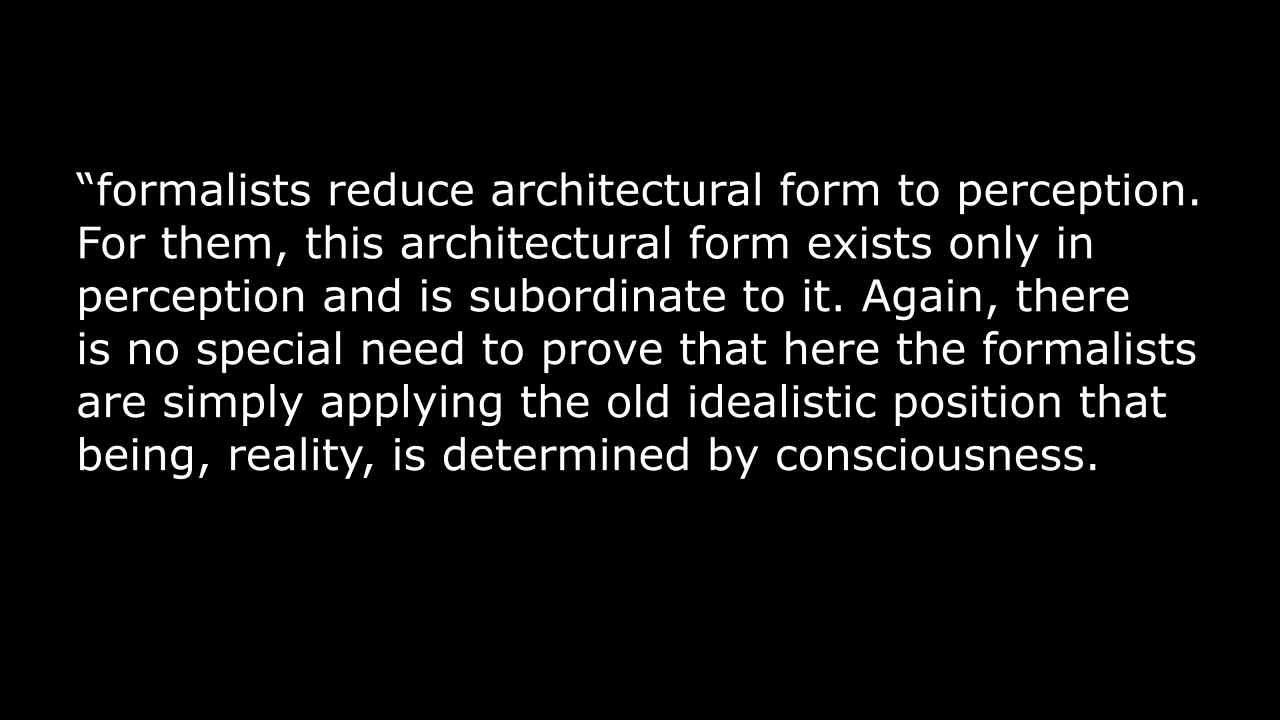 “formalists reduce architectural form to perception.
For them, this architectural form exists only in
perception and is subordinate to it. Again, there
is no special need to prove that here the formalists
are simply applying the old idealistic position that
being, reality, is determined by consciousness.